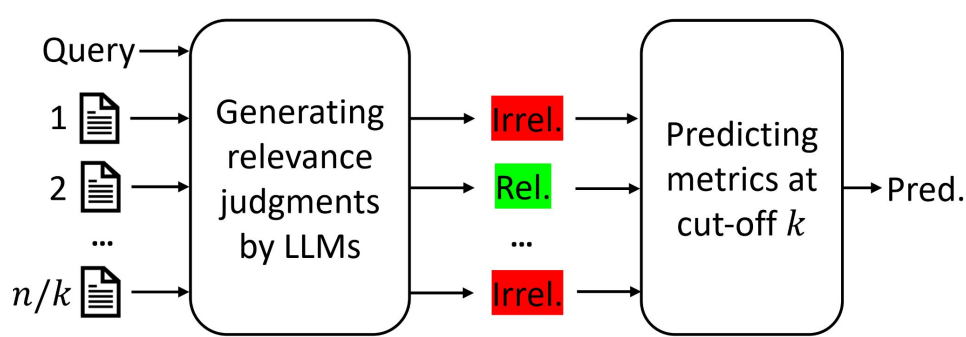 Query
1
2
...
n/k
Generating
relevance
judgments
by LLMs
Irrel.
Rel.
...
Irrel.
Predicting
metrics at
cut-off k
Pred.